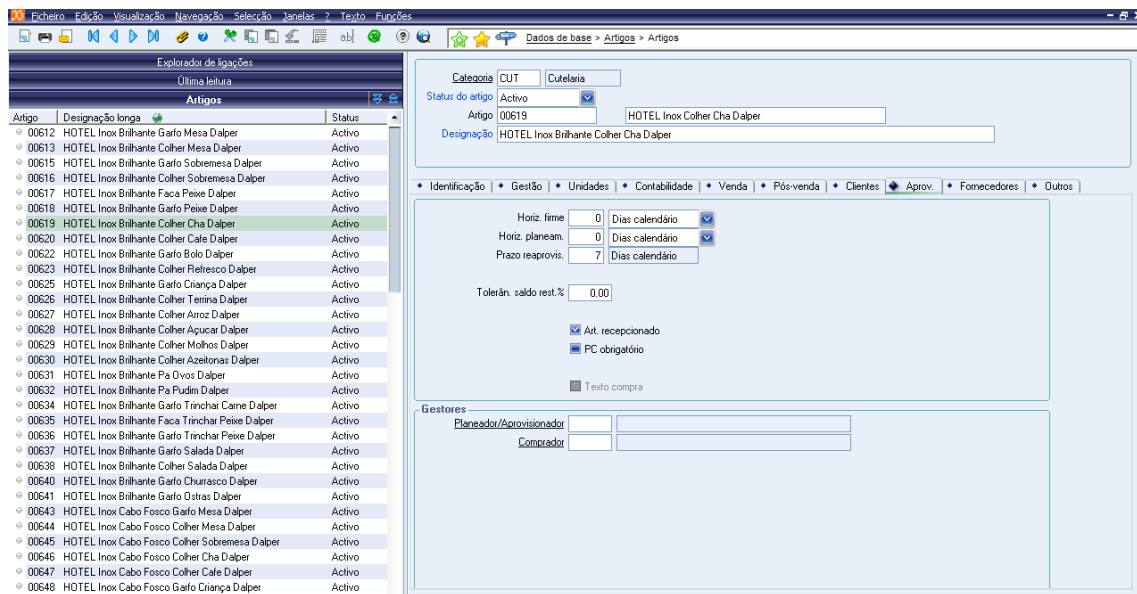 Ficheiro Edição Visualização Navegação Selecção Janelas ? Texto Funções
Dados de base > Artigos > Artigos
Explorador de ligações
Última leitura
Artigos
Artigo Designação longa Status
00612 HOTEL Inox Brilhante Garfo Mesa Dalper Activo
00613 HOTEL Inox Brilhante Colher Mesa Dalper Activo
00615 HOTEL Inox Brilhante Garfo Sobremesa Dalper Activo
00616 HOTEL Inox Brilhante Colher Sobremesa Dalper Activo
00617 HOTEL Inox Brilhante Faca Peixe Dalper Activo
00618 HOTEL Inox Brilhante Garfo Peixe Dalper Activo
00619 HOTEL Inox Brilhante Colher Cha Dalper Activo
00620 HOTEL Inox Brilhante Colher Cafe Dalper Activo
00622 HOTEL Inox Brilhante Garfo Bolo Dalper Activo
00623 HOTEL Inox Brilhante Colher Refresco Dalper Activo
00625 HOTEL Inox Brilhante Garfo Criança Dalper Activo
00626 HOTEL Inox Brilhante Colher Terrina Dalper Activo
00627 HOTEL Inox Brilhante Colher Arroz Dalper Activo
00628 HOTEL Inox Brilhante Colher Açucar Dalper Activo
00629 HOTEL Inox Brilhante Colher Molhos Dalper Activo
00630 HOTEL Inox Brilhante Colher Azeitonas Dalper Activo
00631 HOTEL Inox Brilhante Pa Ovos Dalper Activo
00632 HOTEL Inox Brilhante Pa Pudim Dalper Activo
00634 HOTEL Inox Brilhante Garfo Trinchar Carne Dalper Activo
00635 HOTEL Inox Brilhante Faca Trinchar Peixe Dalper Activo
00636 HOTEL Inox Brilhante Garfo Trinchar Peixe Dalper Activo
00637 HOTEL Inox Brilhante Garfo Salada Dalper Activo
00638 HOTEL Inox Brilhante Colher Salada Dalper Activo
00640 HOTEL Inox Brilhante Garfo Churrasco Dalper Activo
00641 HOTEL Inox Brilhante Garfo Ostras Dalper Activo
00643 HOTEL Inox Cabo Fosco Garfo Mesa Dalper Activo
00644 HOTEL Inox Cabo Fosco Colher Mesa Dalper Activo
00645 HOTEL Inox Cabo Fosco Colher Sobremesa Dalper Activo
00646 HOTEL Inox Cabo Fosco Colher Cha Dalper Activo
00647 HOTEL Inox Cabo Fosco Colher Cafe Dalper Activo
00648 HOTEL Inox Cabo Fosco Garfo Criança Dalper Activo
Categoria CUT Cutelaria
Status do artigo Activo
Artigo 00619 HOTEL Inox Colher Cha Dalper
Designação HOTEL Inox Brilhante Colher Cha Dalper
Identificação Gestão Unidades Contabilidade Venda Pós-venda Clientes Aprov. Fornecedores Outros
Horiz. firme 0 Dias calendário
Horiz. planeam. 0 Dias calendário
Prazo reaprovis. 7 Dias calendário
Tolerân. saldo rest.% 0.00
Art. recepcionado
PC obrigatório
Texto compra
Gestores
Planeador/Aprovisionador
Comprador